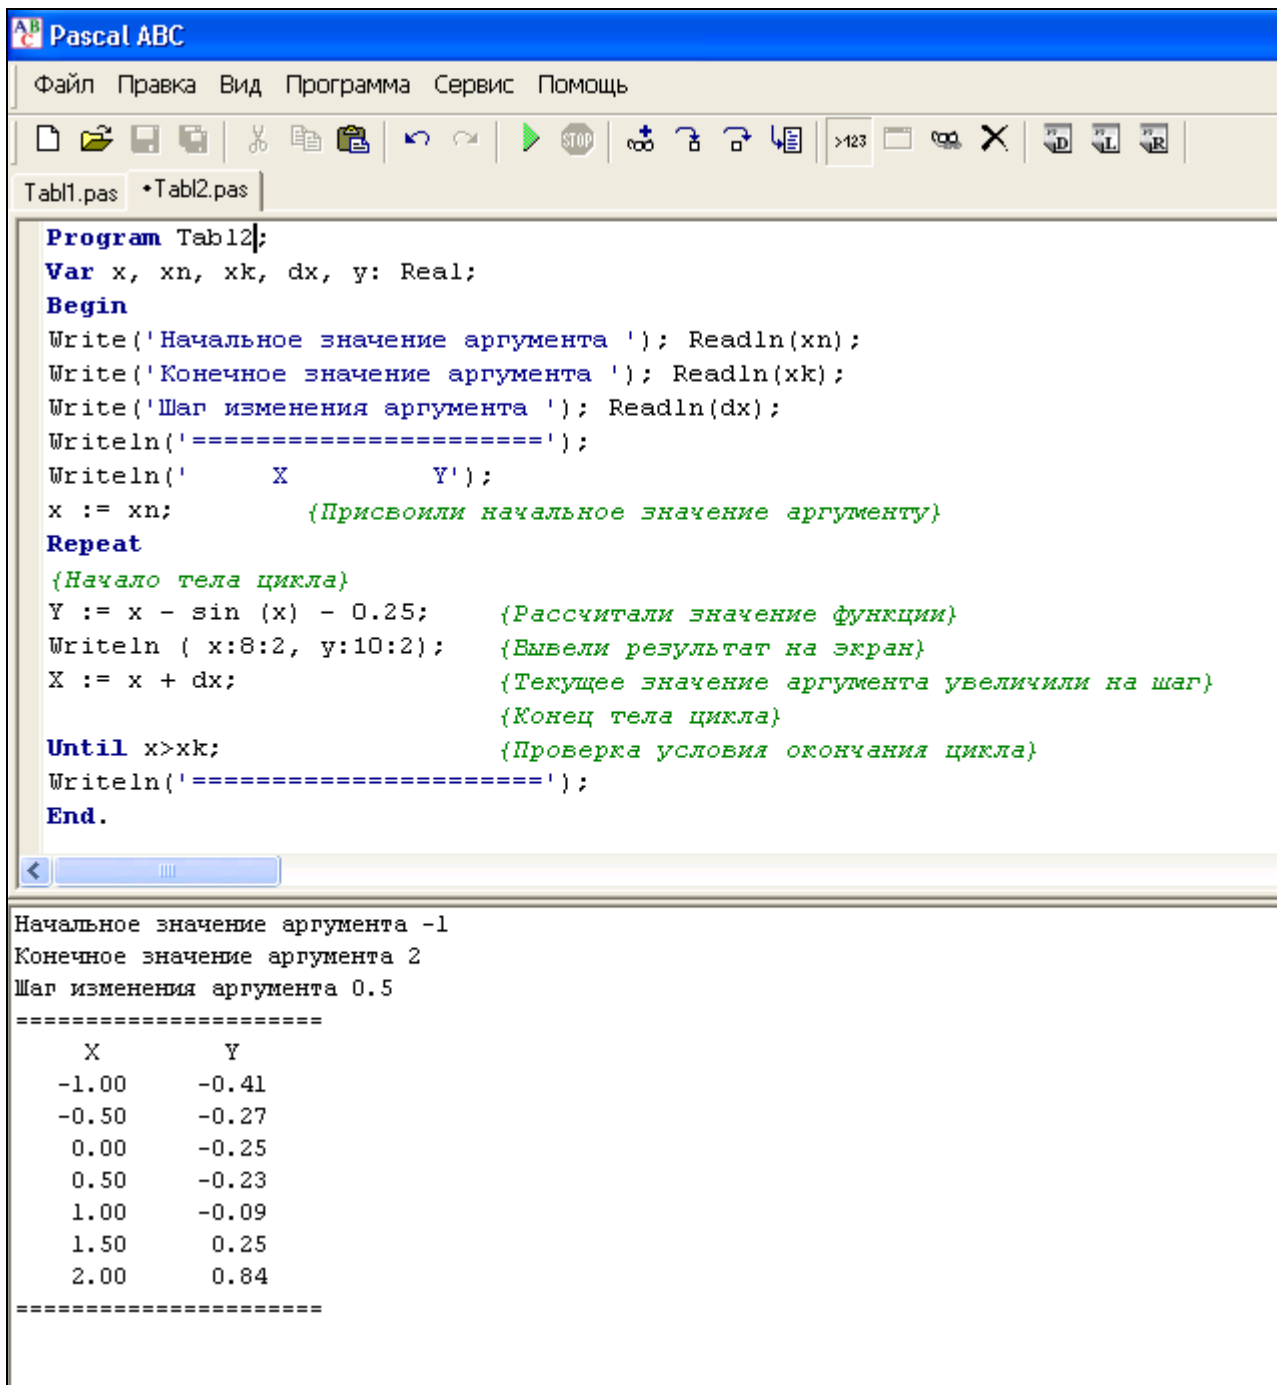 Pascal ABC
Файл Правка Вид Программа Сервис Помощь
Tabl1.pas •Tabl2.pas
Program Tabl2;
Var x, xn, xk, dx, y: Real;
Begin
Write('Начальное значение аргумента '); Readln(xn);
Write('Конечное значение аргумента '); Readln(xk);
Write('Шаг изменения аргумента '); Readln(dx);
Writeln('======================');
Writeln('     X         Y');
x := xn;        {Присвоили начальное значение аргументу}
Repeat
{Начало тела цикла}
Y := x - sin (x) - 0.25;    {Рассчитали значение функции}
Writeln ( x:8:2, y:10:2);   {Вывели результат на экран}
X := x + dx;                {Текущее значение аргумента увеличили на шаг}
{Конец тела цикла}
Until x>xk;                 {Проверка условия окончания цикла}
Writeln('======================');
End.
Начальное значение аргумента -1
Конечное значение аргумента 2
Шаг изменения аргумента 0.5
======================
     X         Y
   -1.00     -0.41
   -0.50     -0.27
    0.00     -0.25
    0.50     -0.23
    1.00     -0.09
    1.50      0.25
    2.00      0.84
======================